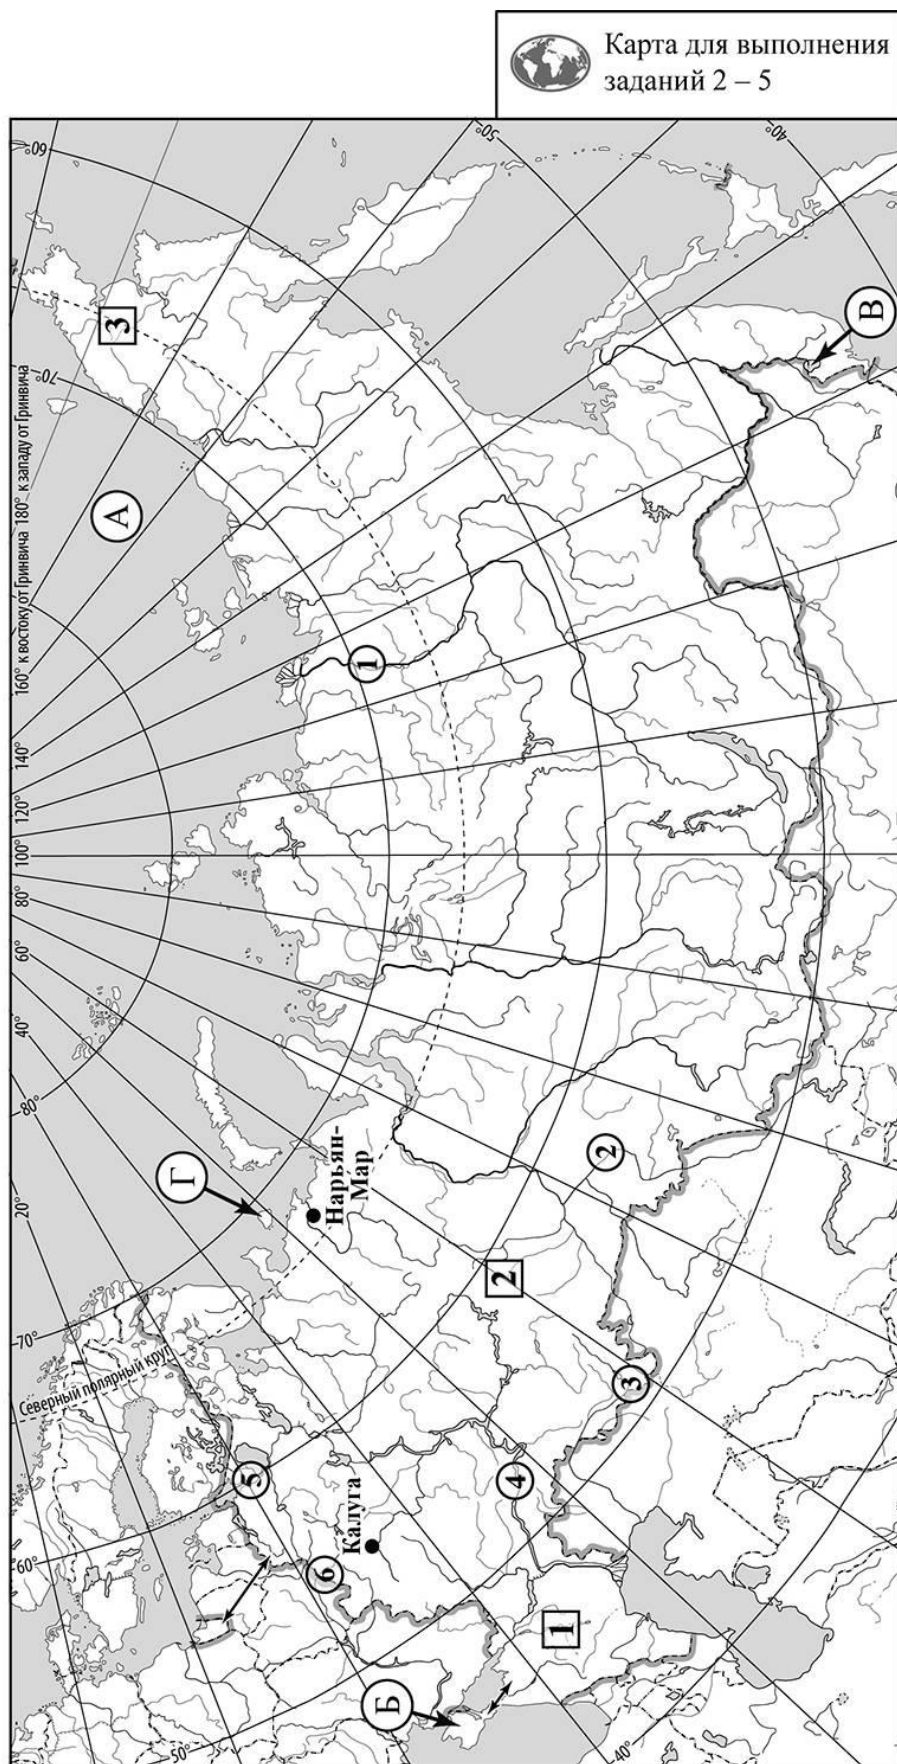 Карта для выполнения
заданий 2 – 5
160° к востоку от Гринвича 180° к западу от Гринвича
140°
120°
100°
80°
60°
40°
20°
60°
70°
80°
50°
40°
70°
60°
50°
40°
Северный полярный круг
А
Б
В
Г
1
2
3
4
5
6
1
2
3
Нарьян-
Мар
Калуга